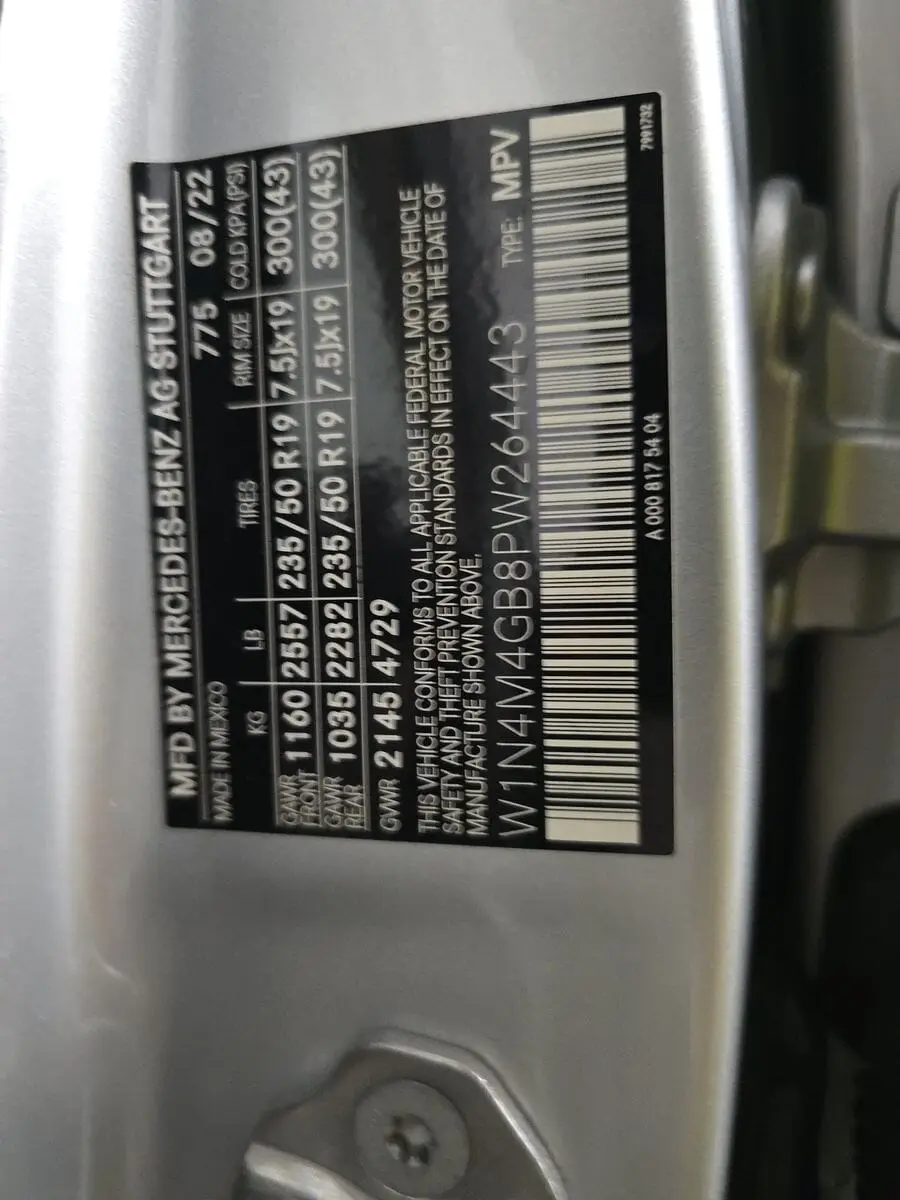 MFD BY MERCEDES-BENZ AG STUTTGART
MADE IN MEXICO 775 08/22
KG LB TIRES RIM SIZE COLD KPA(PSI)
GAWR FRONT 1160 2557 235/50 R19 7.5Jx19 300(43)
GAWR REAR 1035 2282 235/50 R19 7.5Jx19 300(43)
GVWR 2145 4729
THIS VEHICLE CONFORMS TO ALL APPLICABLE FEDERAL MOTOR VEHICLE
SAFETY AND THEFT PREVENTION STANDARDS IN EFFECT ON THE DATE OF
MANUFACTURE SHOWN ABOVE.
W1N4M4GB8PW264443 TYPE: MPV
A 000 817 54 04
7991732